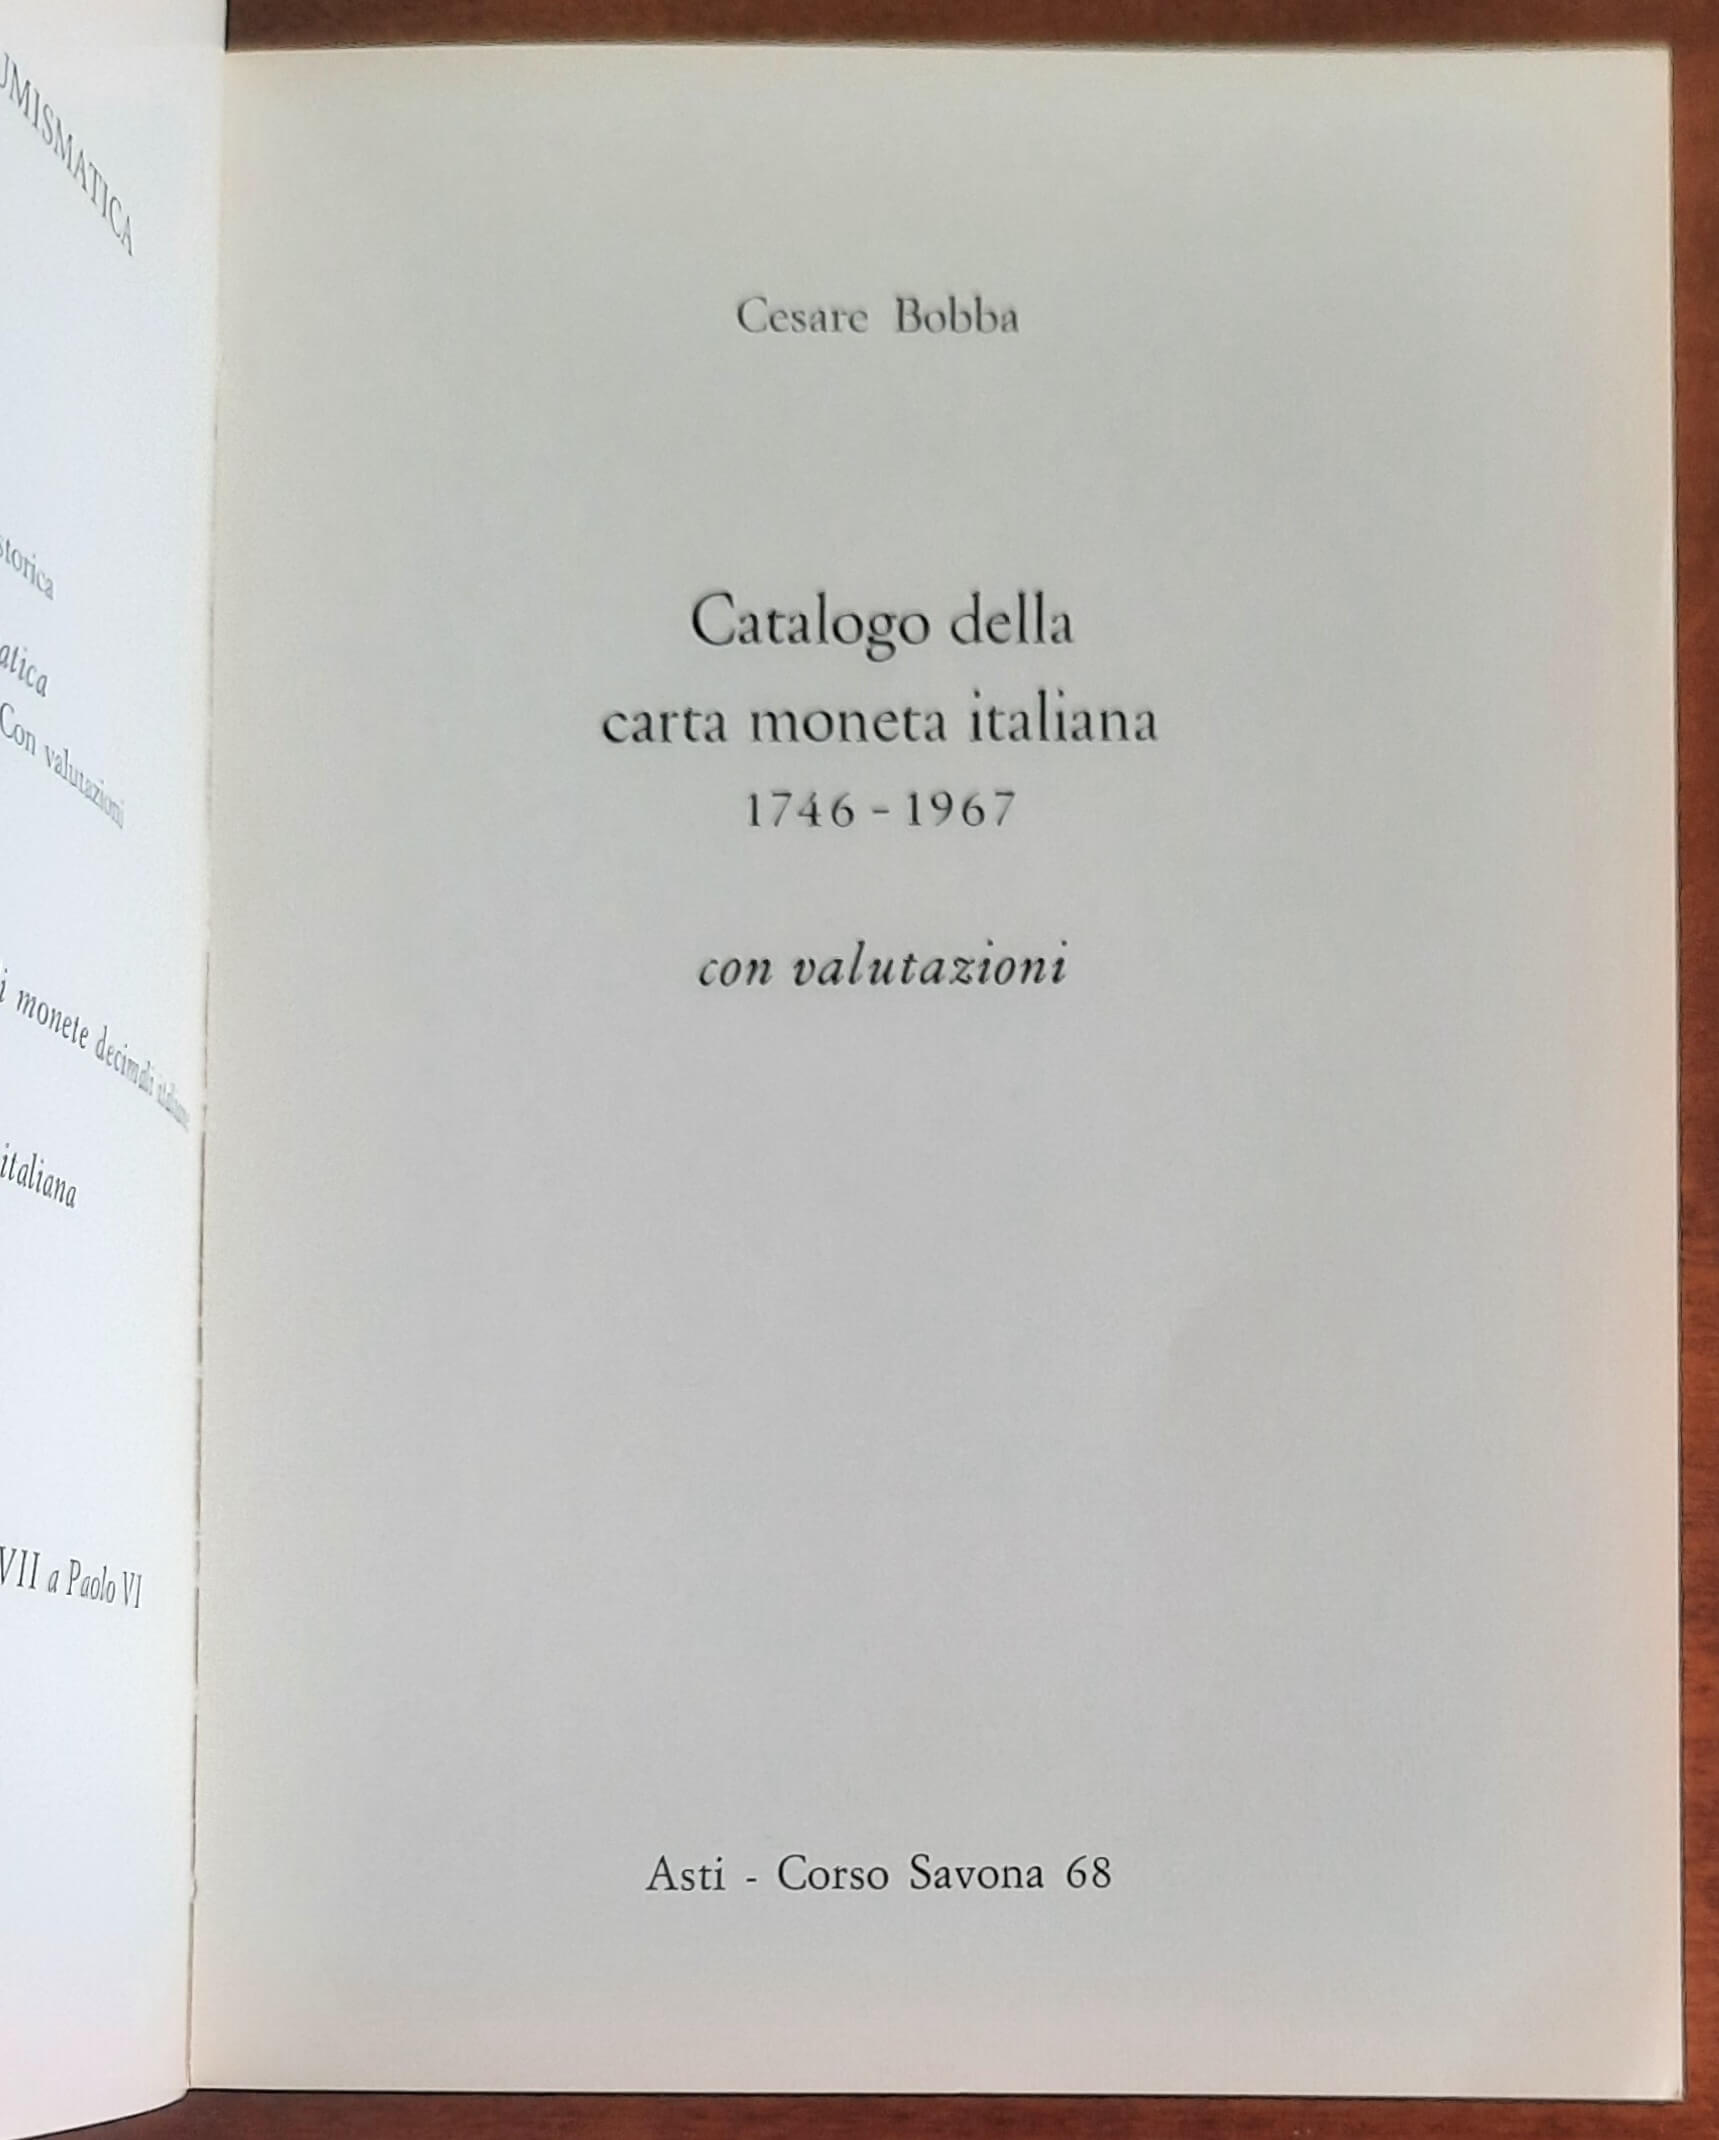 UMISMATICA
storica
atica
Con valutazioni
i monete decimali italiane
italiana
VII a Paolo VI
Cesare Bobba
Catalogo della
carta moneta italiana
1746 - 1967
con valutazioni
Asti - Corso Savona 68